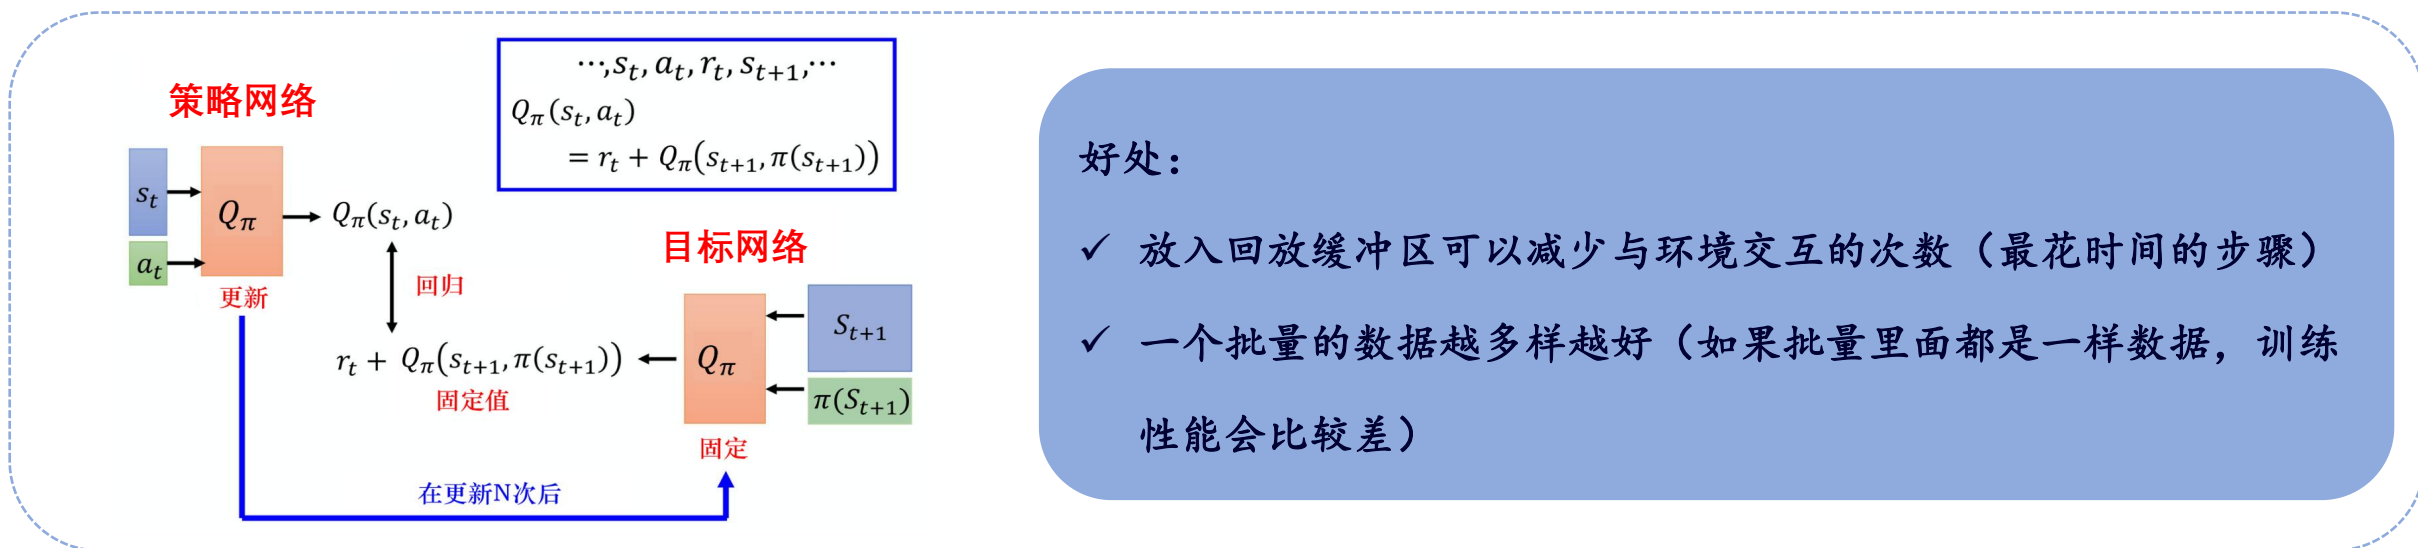 ⋯,s_t, a_t, r_t, s_{t+1},⋯
Q_π(s_t, a_t)
= r_t + Q_π(s_{t+1}, π(s_{t+1}))
策略网络
s_t
a_t
Q_π
更新
Q_π(s_t, a_t)
回归
r_t + Q_π(s_{t+1}, π(s_{t+1}))
固定值
目标网络
Q_π
固定
S_{t+1}
π(S_{t+1})
在更新N次后
好处：
✓ 放入回放缓冲区可以减少与环境交互的次数（最花时间的步骤）
✓ 一个批量的数据越多样越好（如果批量里面都是一样数据，训练
性能会比较差）